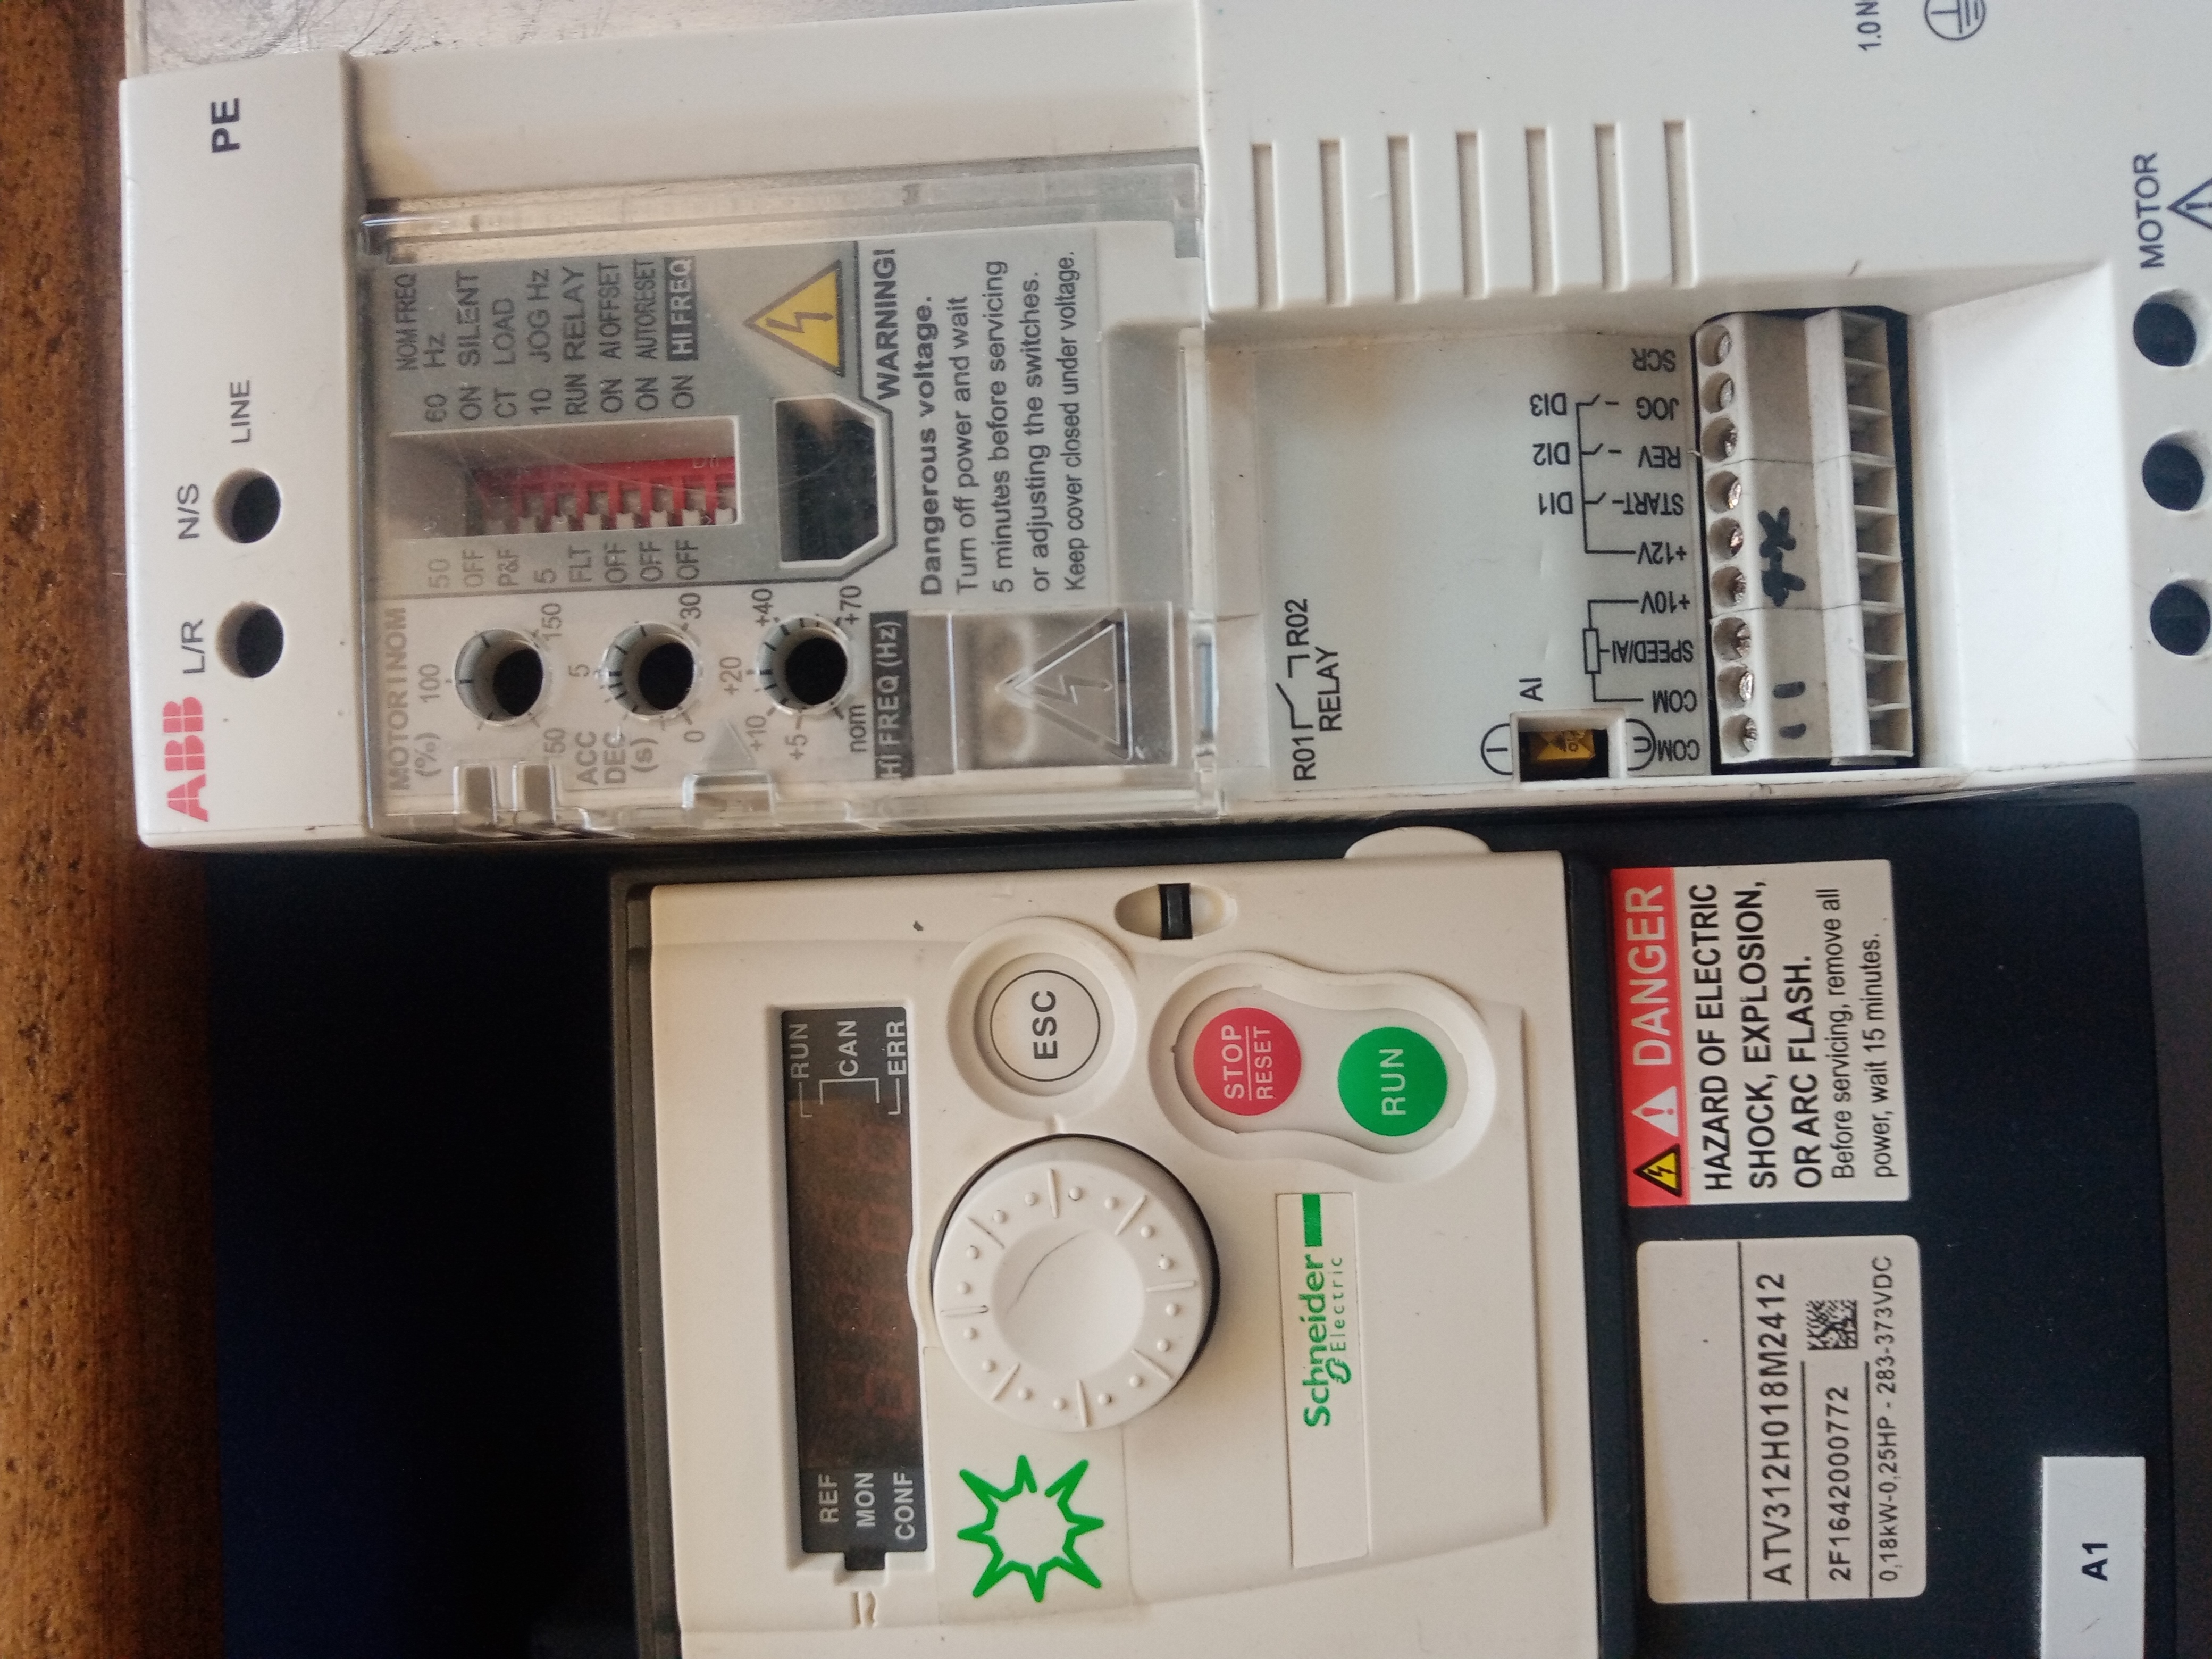 ABB
L/R
N/S
LINE
PE
MOTOR I NOM
(%)
100
50
150
ACC
DEC
(s)
5
0
30
+20
+10
+40
+5
nom
+70
HI FREQ (Hz)
NOM FREQ
50
60 Hz
OFF
ON SILENT
P&F
CT LOAD
5
10 JOG Hz
FLT
RUN RELAY
OFF
ON AI OFFSET
OFF
ON AUTORESET
OFF
ON HI FREQ
WARNING!
Dangerous voltage.
Turn off power and wait
5 minutes before servicing
or adjusting the switches.
Keep cover closed under voltage.
R01
R02
RELAY
AI
I
U
DI1
DI2
DI3
COM
COM
SPEED/AI
+10V
+12V
START
REV
JOG
SCR
1.0 N
MOTOR
REF
MON
CONF
RUN
CAN
ERR
ESC
STOP
RESET
RUN
Schneider
Electric
DANGER
HAZARD OF ELECTRIC
SHOCK, EXPLOSION,
OR ARC FLASH.
Before servicing, remove all
power, wait 15 minutes.
ATV312H018M2412
2F1642000772
0,18kW-0,25HP - 283-373VDC
A1